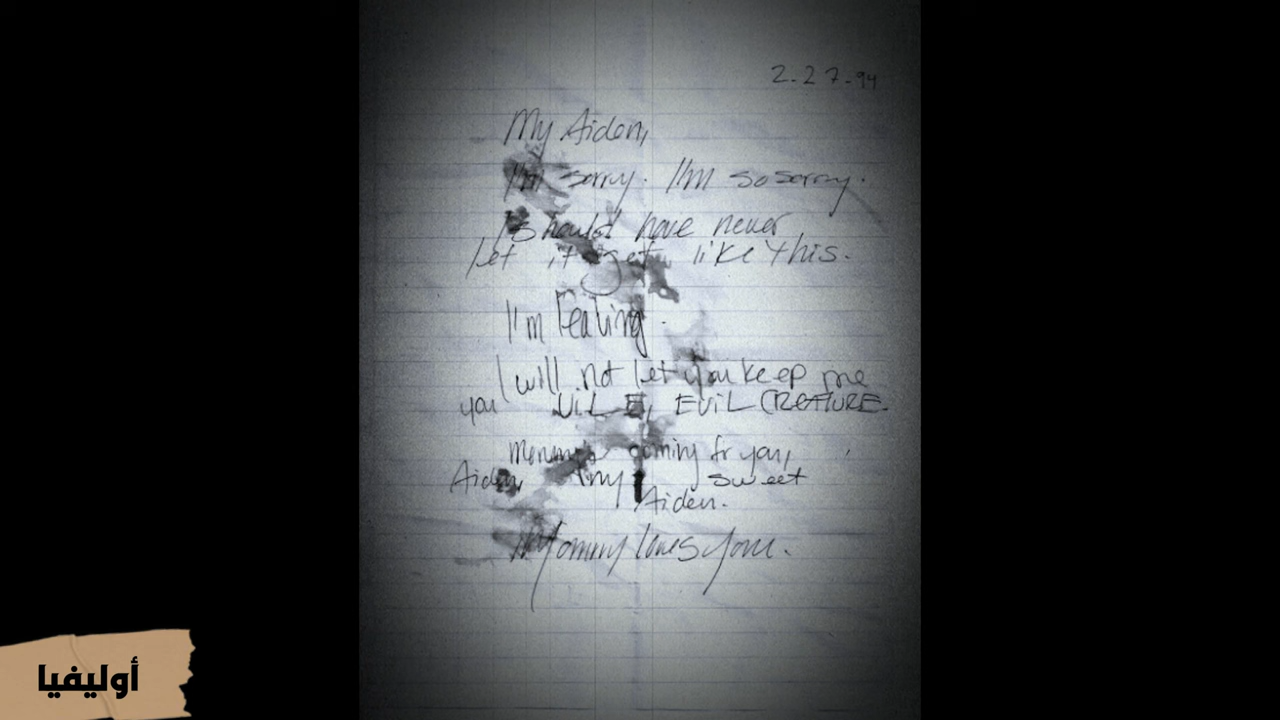 2-27-94
My Aiden,
I'm sorry. I'm so sorry.
I should have never
let it get like this.
I'm
I will not let you keep me
you VILE, EVIL CREATURE.
coming for you,
Aiden, my sweet
Aiden.
Mommy loves you.
أوليفيا